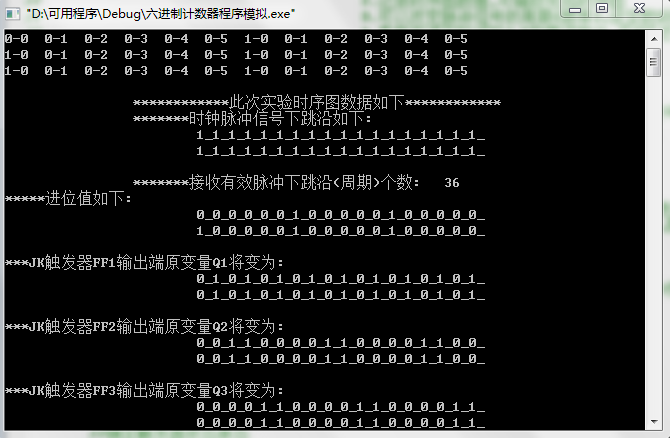 "D:\可用程序\Debug\六进制计数器程序模拟.exe"
0-0 0-1 0-2 0-3 0-4 0-5 1-0 0-1 0-2 0-3 0-4 0-5
1-0 0-1 0-2 0-3 0-4 0-5 1-0 0-1 0-2 0-3 0-4 0-5
1-0 0-1 0-2 0-3 0-4 0-5 1-0 0-1 0-2 0-3 0-4 0-5
************此次实验时序图数据如下************
*******时钟脉冲信号下跳沿如下:
1_1_1_1_1_1_1_1_1_1_1_1_1_1_1_1_1_1_
1_1_1_1_1_1_1_1_1_1_1_1_1_1_1_1_1_1_
*******接收有效脉冲下跳沿(周期)个数: 36
*****进位值如下:
0_0_0_0_0_0_1_0_0_0_0_0_1_0_0_0_0_0_
1_0_0_0_0_0_1_0_0_0_0_0_1_0_0_0_0_0_
***JK触发器FF1输出端原变量Q1将变为:
0_1_0_1_0_1_0_1_0_1_0_1_0_1_0_1_0_1_
0_1_0_1_0_1_0_1_0_1_0_1_0_1_0_1_0_1_
***JK触发器FF2输出端原变量Q2将变为:
0_0_1_1_0_0_0_0_1_1_0_0_0_0_1_1_0_0_
0_0_1_1_0_0_0_0_1_1_0_0_0_0_1_1_0_0_
***JK触发器FF3输出端原变量Q3将变为:
0_0_0_0_1_1_0_0_0_0_1_1_0_0_0_0_1_1_
0_0_0_0_1_1_0_0_0_0_1_1_0_0_0_0_1_1_